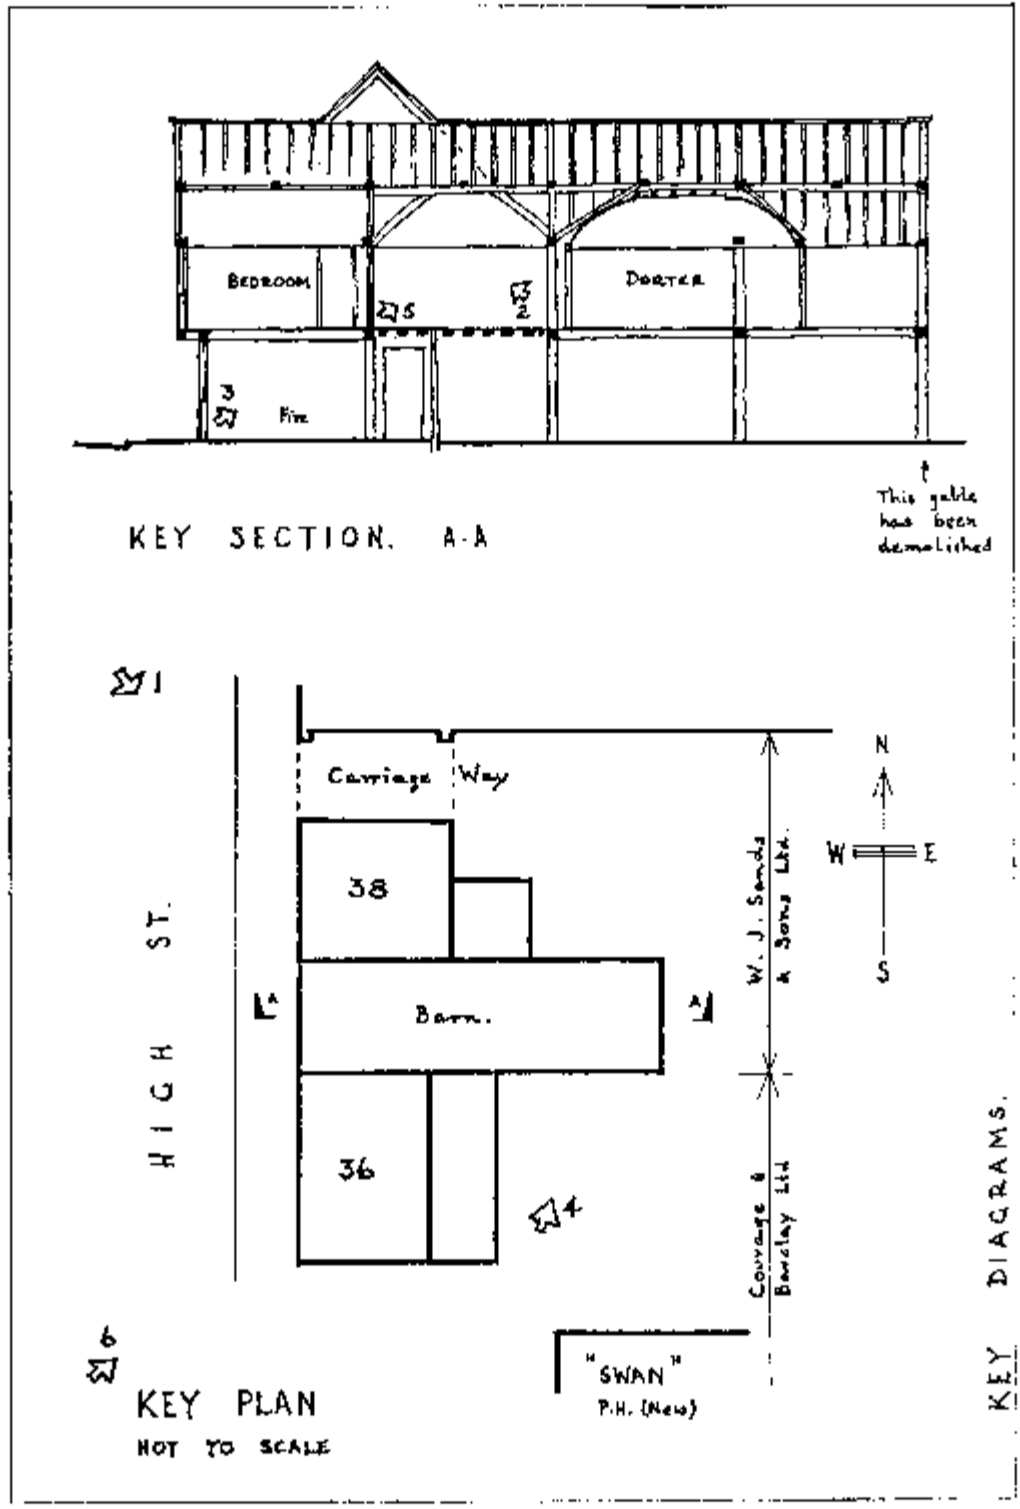 BEDROOM
DORTER
5
2
3
Fire
This gable
has been
demolished
KEY SECTION. A-A
1
Carriage Way
N
W E
S
38
W. J. Sands
& Sons Ltd.
HIGH ST.
A
Barn.
A
36
4
Courage &
Barclay Ltd
6
"SWAN"
P.H. (New)
KEY PLAN
NOT TO SCALE
KEY DIAGRAMS.